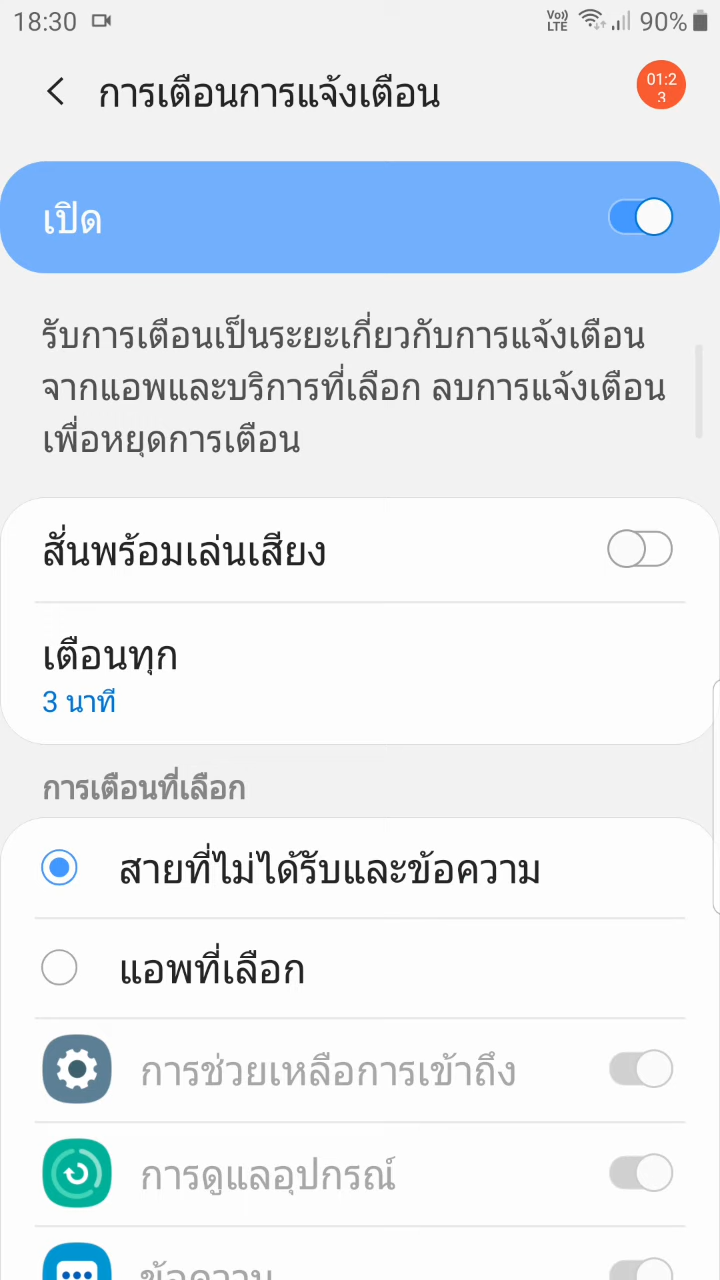 18:30
Vo)) LTE 90%
การเตือนการแจ้งเตือน
01:2
3
เปิด
รับการเตือนเป็นระยะเกี่ยวกับการแจ้งเตือน
จากแอพและบริการที่เลือก ลบการแจ้งเตือน
เพื่อหยุดการเตือน
สั่นพร้อมเล่นเสียง
เตือนทุก
3 นาที
การเตือนที่เลือก
สายที่ไม่ได้รับและข้อความ
แอพที่เลือก
การช่วยเหลือการเข้าถึง
การดูแลอุปกรณ์
ข้อความ